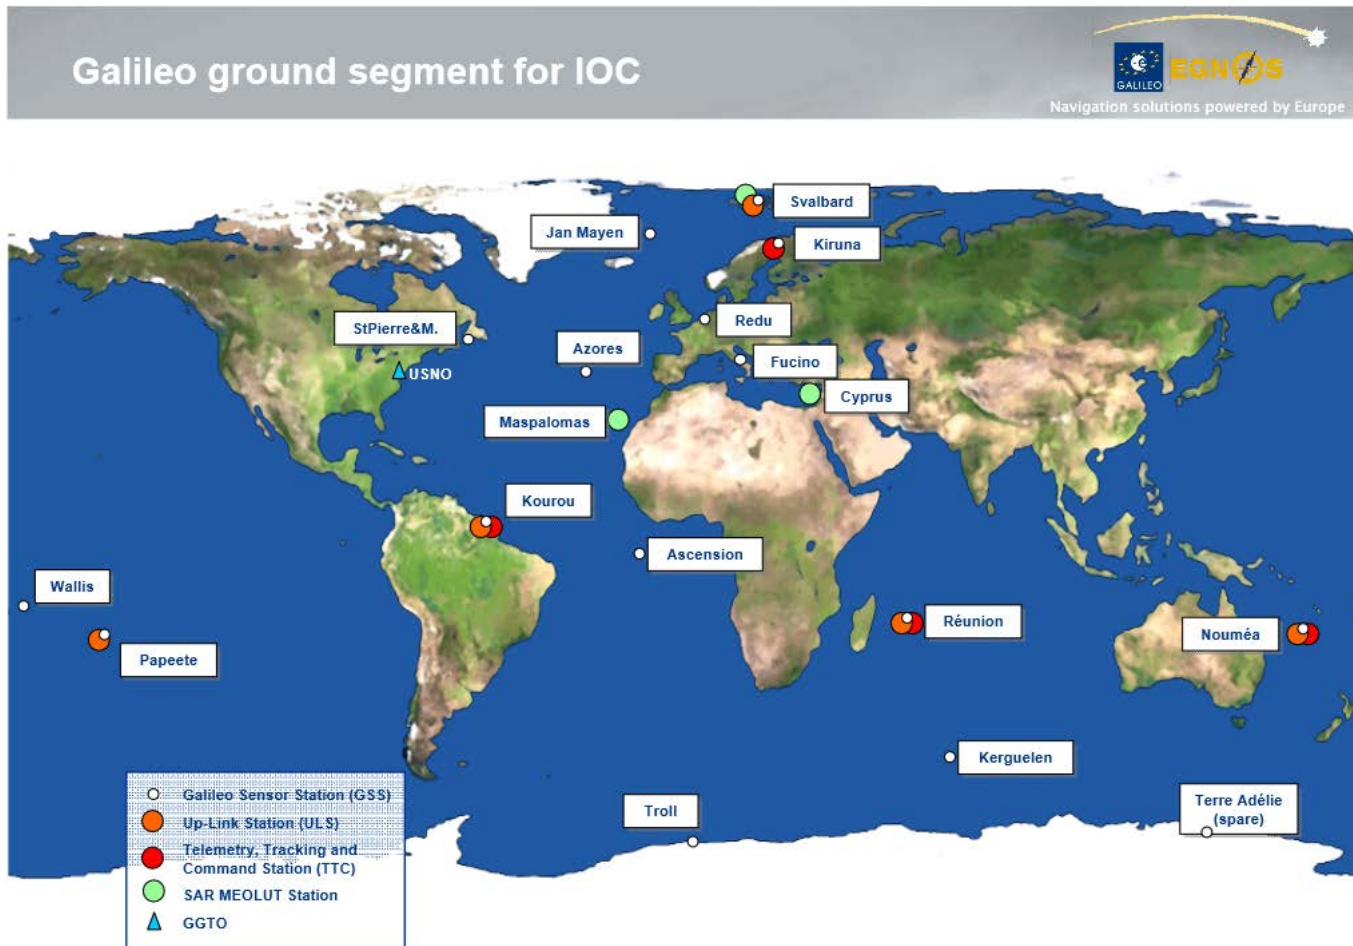 Galileo ground segment for IOC
GALILEO
EGNOS
Navigation solutions powered by Europe
Svalbard
Jan Mayen
Kiruna
StPierre&M.
Redu
Azores
Fucino
USNO
Cyprus
Maspalomas
Kourou
Ascension
Wallis
Réunion
Nouméa
Papeete
Kerguelen
Troll
Terre Adélie
(spare)
Galileo Sensor Station (GSS)
Up-Link Station (ULS)
Telemetry, Tracking and
Command Station (TTC)
SAR MEOLUT Station
GGTO